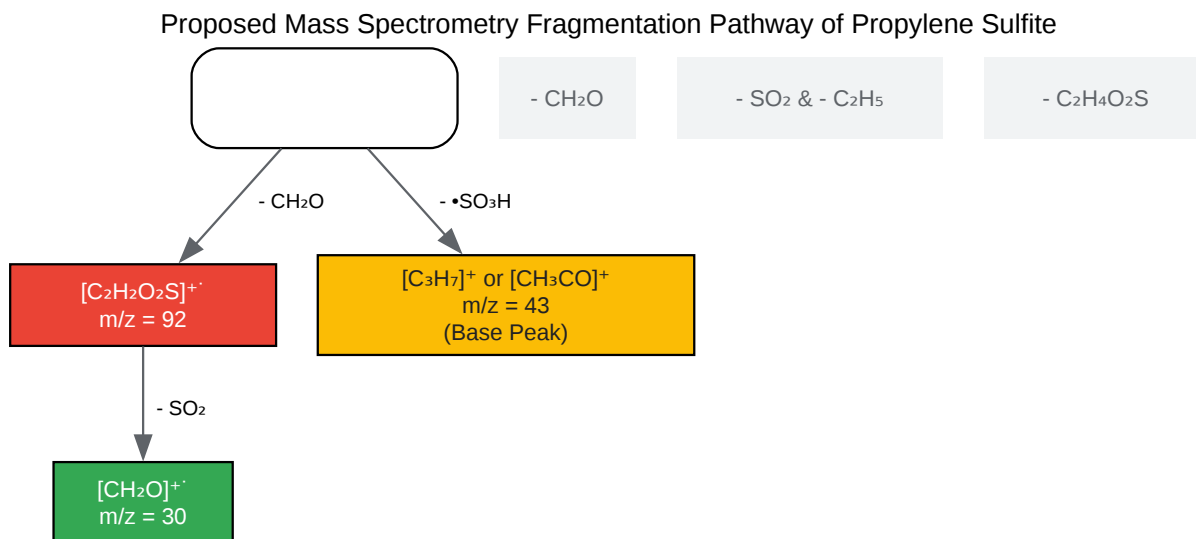 Proposed Mass Spectrometry Fragmentation Pathway of Propylene Sulfite
- CH₂O
- SO₂ & - C₂H₅
- C₂H₄O₂S
- CH₂O
- •SO₃H
[C₂H₂O₂S]⁺˙
m/z = 92
[C₃H₇]⁺ or [CH₃CO]⁺
m/z = 43
(Base Peak)
- SO₂
[CH₂O]⁺˙
m/z = 30